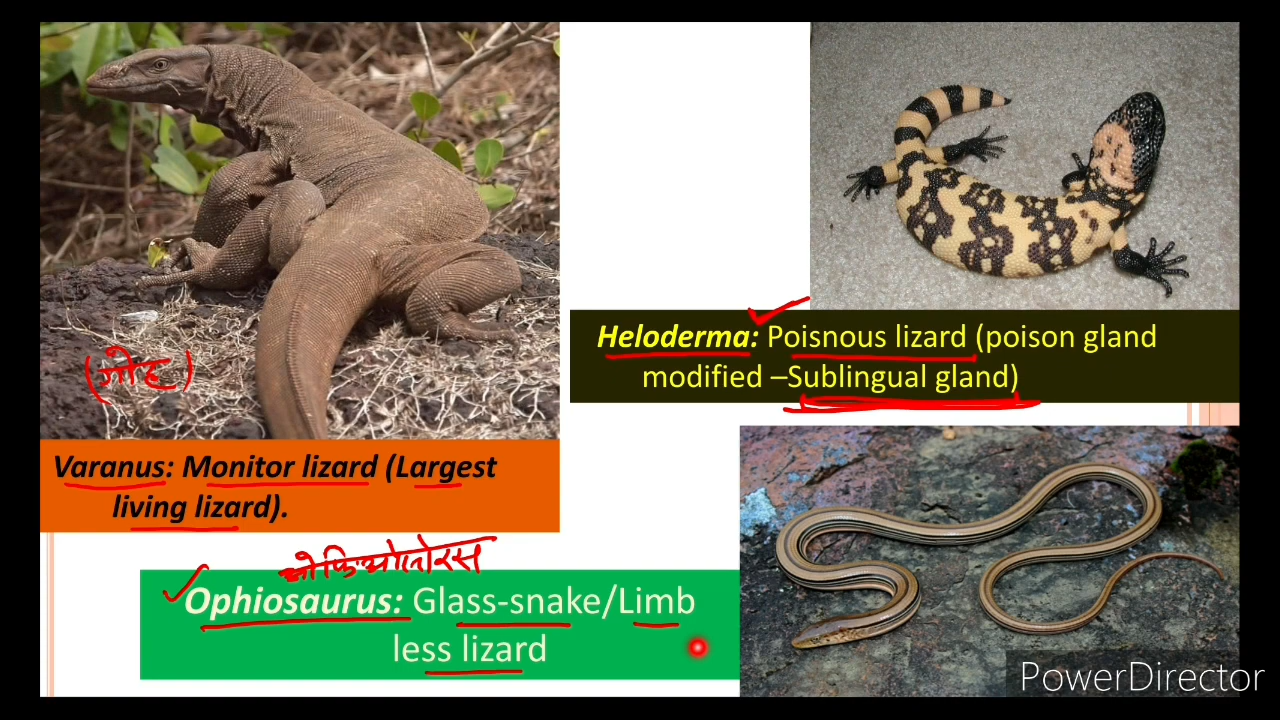 Heloderma: Poisnous lizard (poison gland
modified –Sublingual gland)
(गोह)
Varanus: Monitor lizard (Largest
living lizard).
ओफिओसोरस
Ophiosaurus: Glass-snake/Limb
less lizard
PowerDirector